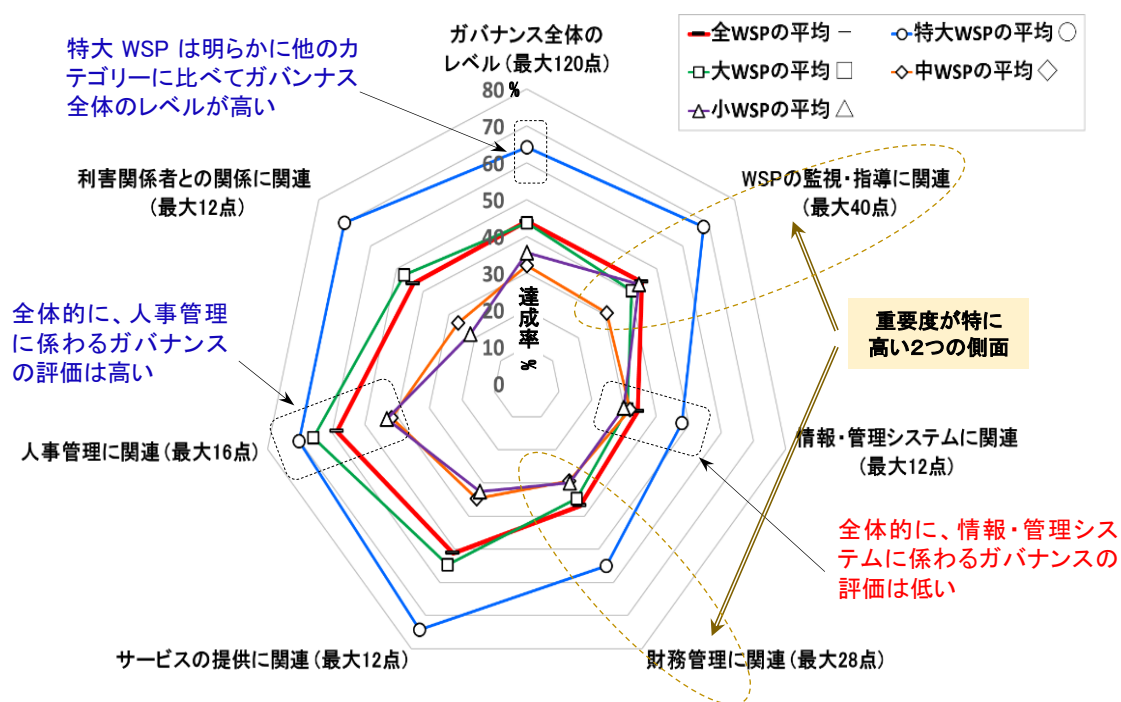 特大 WSP は明らかに他のカ
テゴリーに比べてガバンナス
全体のレベルが高い
ガバナンス全体の
レベル（最大120点）
全WSPの平均 －
特大WSPの平均 ○
大WSPの平均 □
中WSPの平均 ◇
小WSPの平均 △
80 %
70
60
50
40
30
20
10
0
達成率 %
利害関係者との関係に関連
（最大12点）
WSPの監視・指導に関連
（最大40点）
全体的に、人事管理
に係わるガバナンス
の評価は高い
重要度が特に
高い２つの側面
人事管理に関連（最大16点）
情報・管理システムに関連
（最大12点）
全体的に、情報・管理シス
テムに係わるガバナンスの
評価は低い
サービスの提供に関連（最大12点）
財務管理に関連（最大28点）